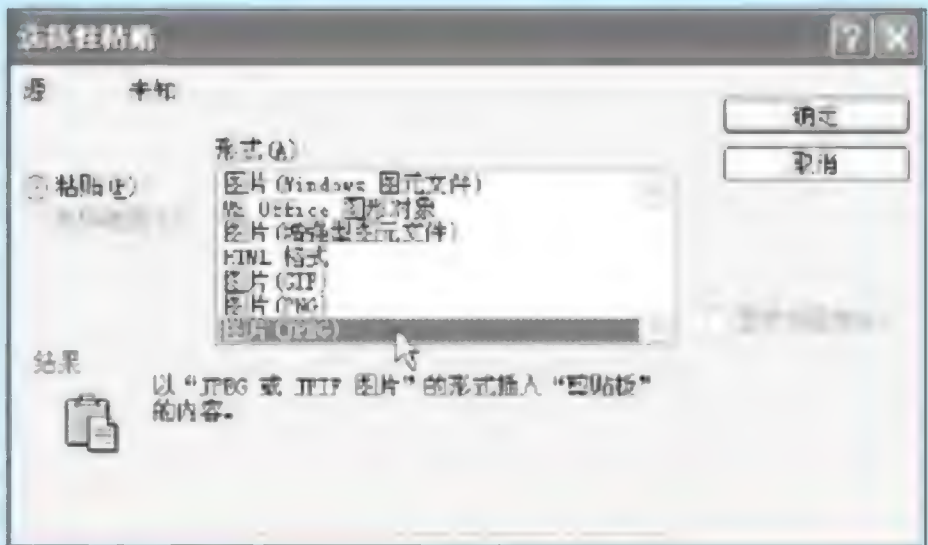 选择性粘贴
源 未知
确定
形式(A)
取消
粘贴(P)
图片(Windows 图元文件)
MS Office 图形对象
图片(增强型图元文件)
HTML 格式
图片(GIF)
图片(PNG)
图片(JPEG)
结果
以“JPEG 或 JFIF 图片”的形式插入“剪贴板”
的内容。